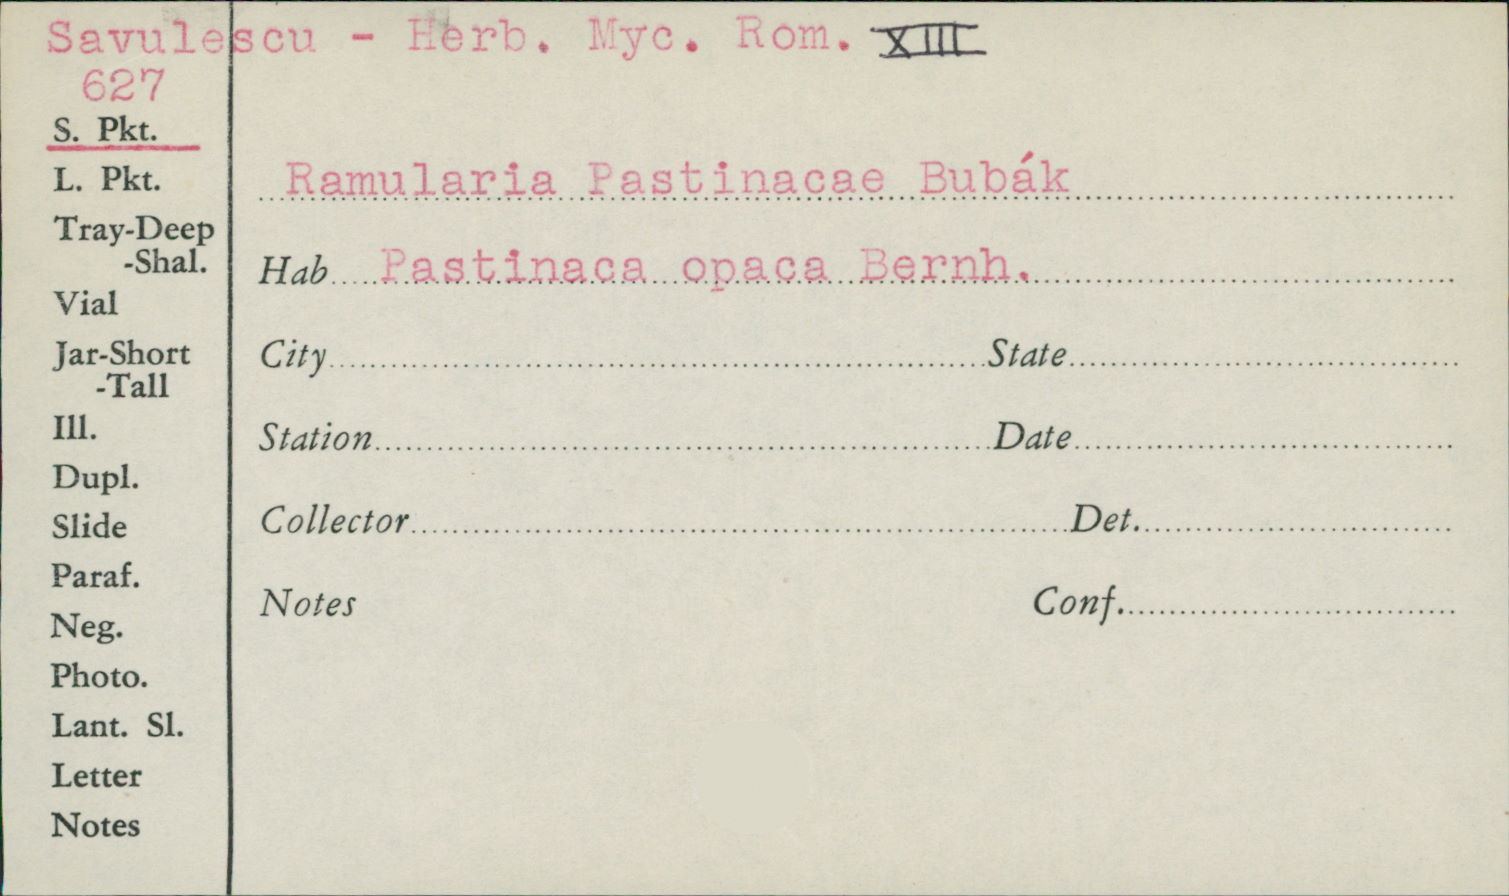 Savulescu - Herb. Myc. Rom. XIII
627
S. Pkt.
L. Pkt.
Ramularia Pastinacae Bubák
Tray-Deep
-Shal.
Hab Pastinaca opaca Bernh.
Vial
Jar-Short
-Tall
City State
Ill.
Station Date
Dupl.
Slide
Collector Det.
Paraf.
Neg.
Notes Conf.
Photo.
Lant. Sl.
Letter
Notes